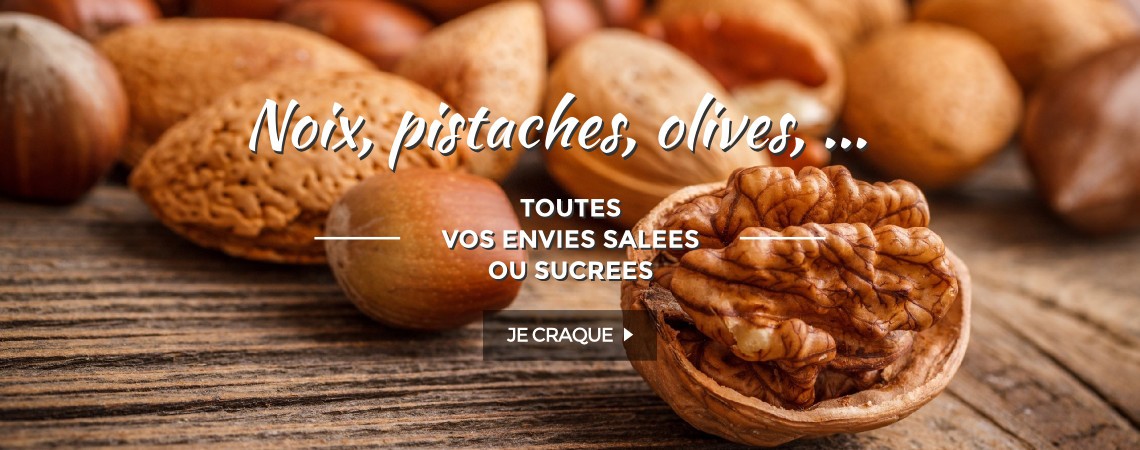 Noix, pistaches, olives, ...
TOUTES
VOS ENVIES SALEES
OU SUCREES
JE CRAQUE